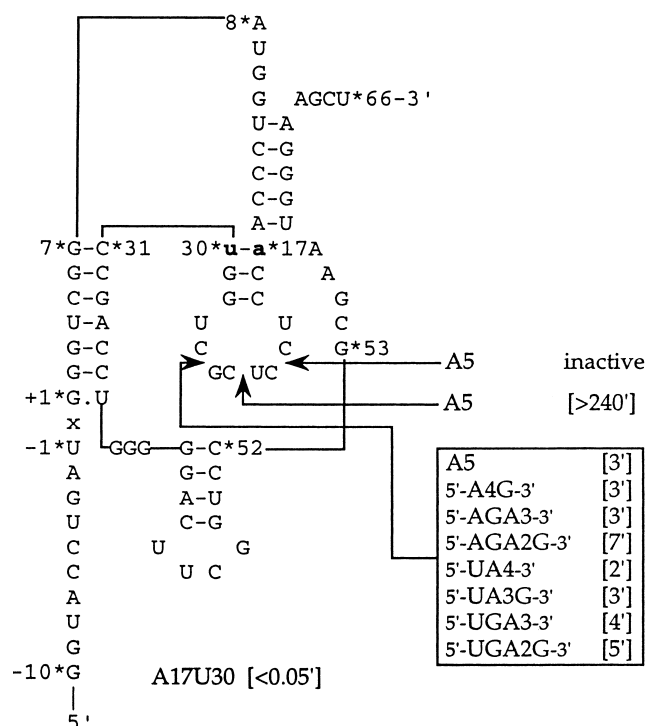 8*A
U
G
G AGCU*66-3'
U-A
C-G
C-G
C-G
A-U
7*G-C*31 30*u-a*17A
G-C G-C A
C-G G-C G
U-A U U C
G-C C C G*53 A5 inactive
G-C GC UC
+1*G.U A5 [>240']
x
-1*U GGG G-C*52
A G-C A5 [3']
G A-U 5'-A4G-3' [3']
U C-G 5'-AGA3-3' [3']
C U G 5'-AGA2G-3' [7']
C U C 5'-UA4-3' [2']
A 5'-UA3G-3' [3']
U 5'-UGA3-3' [4']
G 5'-UGA2G-3' [5']
-10*G A17U30 [<0.05']
5'